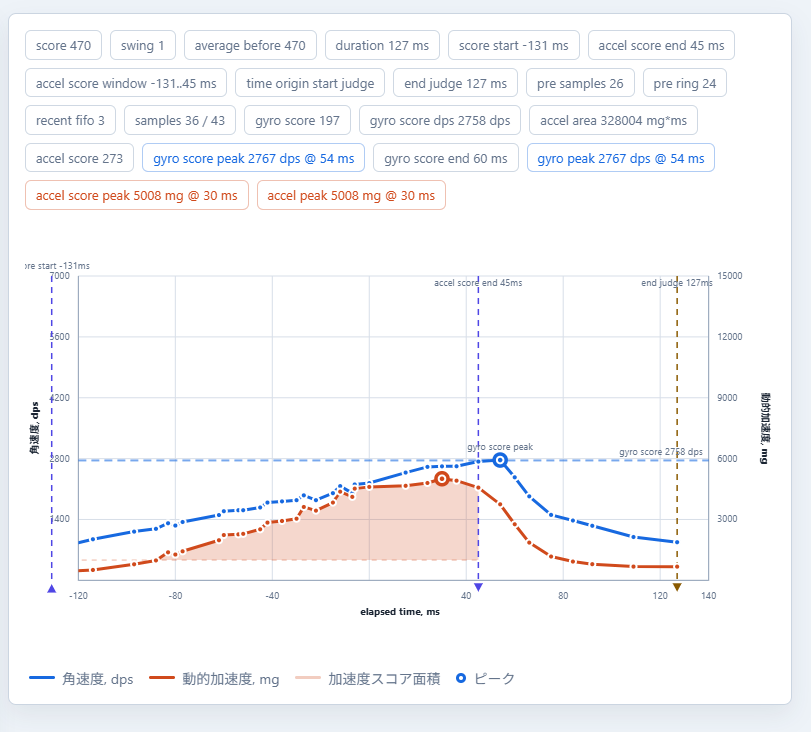 score 470 swing 1 average before 470 duration 127 ms score start -131 ms accel score end 45 ms
accel score window -131..45 ms time origin start judge end judge 127 ms pre samples 26 pre ring 24
recent fifo 3 samples 36 / 43 gyro score 197 gyro score dps 2758 dps accel area 328004 mg*ms
accel score 273 gyro score peak 2767 dps @ 54 ms gyro score end 60 ms gyro peak 2767 dps @ 54 ms
accel score peak 5008 mg @ 30 ms accel peak 5008 mg @ 30 ms
ore start -131ms
7000 accel score end 45ms end judge 127ms 15000
5600 12000
4200 9000
角速度, dps
動的加速度, mg
gyro score peak gyro score 2758 dps
2800 6000
1400 3000
-120 -80 -40 40 80 120 140
elapsed time, ms
角速度, dps 動的加速度, mg 加速度スコア面積 ピーク